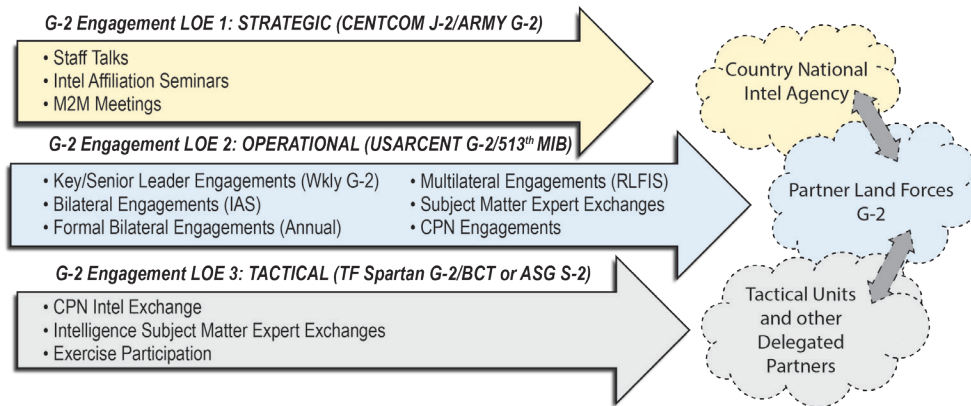 G-2 Engagement LOE 1: STRATEGIC (CENTCOM J-2/ARMY G-2)
• Staff Talks
• Intel Affiliation Seminars
• M2M Meetings
Country National
Intel Agency
G-2 Engagement LOE 2: OPERATIONAL (USARCENT G-2/513th MIB)
• Key/Senior Leader Engagements (Wkly G-2)
• Bilateral Engagements (IAS)
• Formal Bilateral Engagements (Annual)
• Multilateral Engagements (RLFIS)
• Subject Matter Expert Exchanges
• CPN Engagements
Partner Land Forces
G-2
G-2 Engagement LOE 3: TACTICAL (TF Spartan G-2/BCT or ASG S-2)
• CPN Intel Exchange
• Intelligence Subject Matter Expert Exchanges
• Exercise Participation
Tactical Units
and other
Delegated
Partners